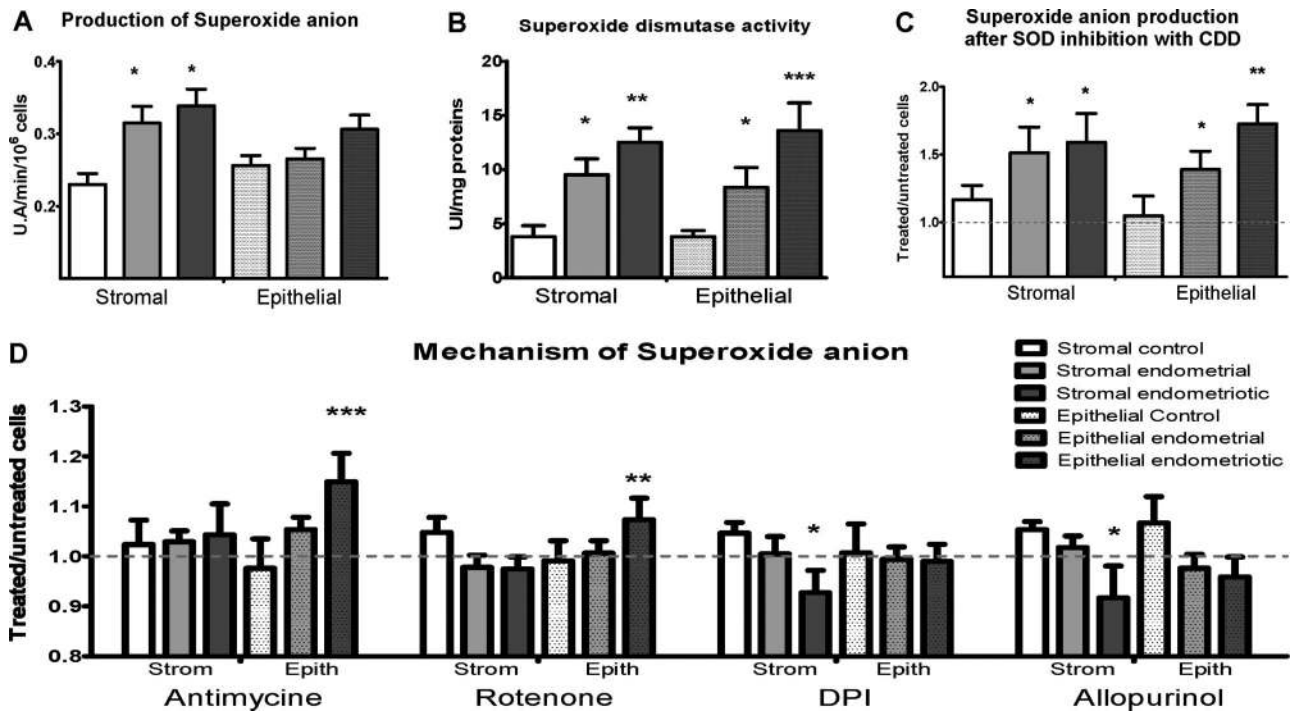 A
Production of Superoxide anion
U.A/min/10⁶ cells
0.4
0.3
0.2
*
*
Stromal
Epithelial
B
Superoxide dismutase activity
UI/mg proteins
20
15
10
5
0
*
**
*
***
Stromal
Epithelial
C
Superoxide anion production
after SOD inhibition with CDD
Treated/untreated cells
2.0
1.5
1.0
*
*
*
**
Stromal
Epithelial
D
Mechanism of Superoxide anion
Stromal control
Stromal endometrial
Stromal endometriotic
Epithelial Control
Epithelial endometrial
Epithelial endometriotic
Treated/untreated cells
1.3
1.2
1.1
1.0
0.9
0.8
***
**
*
*
Strom Epith Strom Epith Strom Epith Strom Epith
Antimycine Rotenone DPI Allopurinol